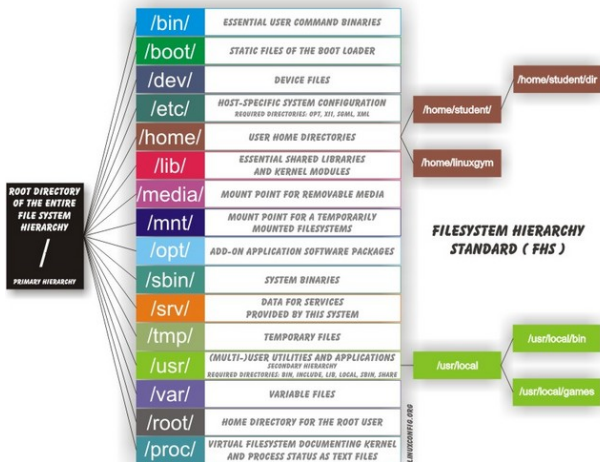 ROOT DIRECTORY
OF THE ENTIRE
FILE SYSTEM
HIERARCHY
/
PRIMARY HIERARCHY
/bin/
ESSENTIAL USER COMMAND BINARIES
/boot/
STATIC FILES OF THE BOOT LOADER
/dev/
DEVICE FILES
/etc/
HOST-SPECIFIC SYSTEM CONFIGURATION
REQUIRED DIRECTORIES: OPT, XII, SGML, XML
/home/
USER HOME DIRECTORIES
/lib/
ESSENTIAL SHARED LIBRARIES
AND KERNEL MODULES
/media/
MOUNT POINT FOR REMOVABLE MEDIA
/mnt/
MOUNT POINT FOR A TEMPORARILY
MOUNTED FILESYSTEMS
/opt/
ADD-ON APPLICATION SOFTWARE PACKAGES
/sbin/
SYSTEM BINARIES
/srv/
DATA FOR SERVICES
PROVIDED BY THIS SYSTEM
/tmp/
TEMPORARY FILES
/usr/
(MULTI-)USER UTILITIES AND APPLICATIONS
SECONDARY HIERARCHY
REQUIRED DIRECTORIES: BIN, INCLUDE, LIB, LOCAL, SBIN, SHARE
/var/
VARIABLE FILES
/root/
HOME DIRECTORY FOR THE ROOT USER
/proc/
VIRTUAL FILESYSTEM DOCUMENTING KERNEL
AND PROCESS STATUS AS TEXT FILES
/home/student/
/home/student/dir
/home/linuxgym
FILESYSTEM HIERARCHY
STANDARD ( FHS )
/usr/local
/usr/local/bin
/usr/local/games
LINUXCONFIG.ORG